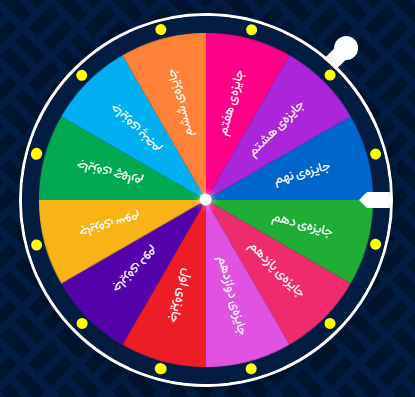 جایزه‌ی اول
جایزه‌ی دوم
جایزه‌ی سوم
جایزه‌ی چهارم
جایزه‌ی پنجم
جایزه‌ی ششم
جایزه‌ی هفتم
جایزه‌ی هشتم
جایزه‌ی نهم
جایزه‌ی دهم
جایزه‌ی یازدهم
جایزه‌ی دوازدهم